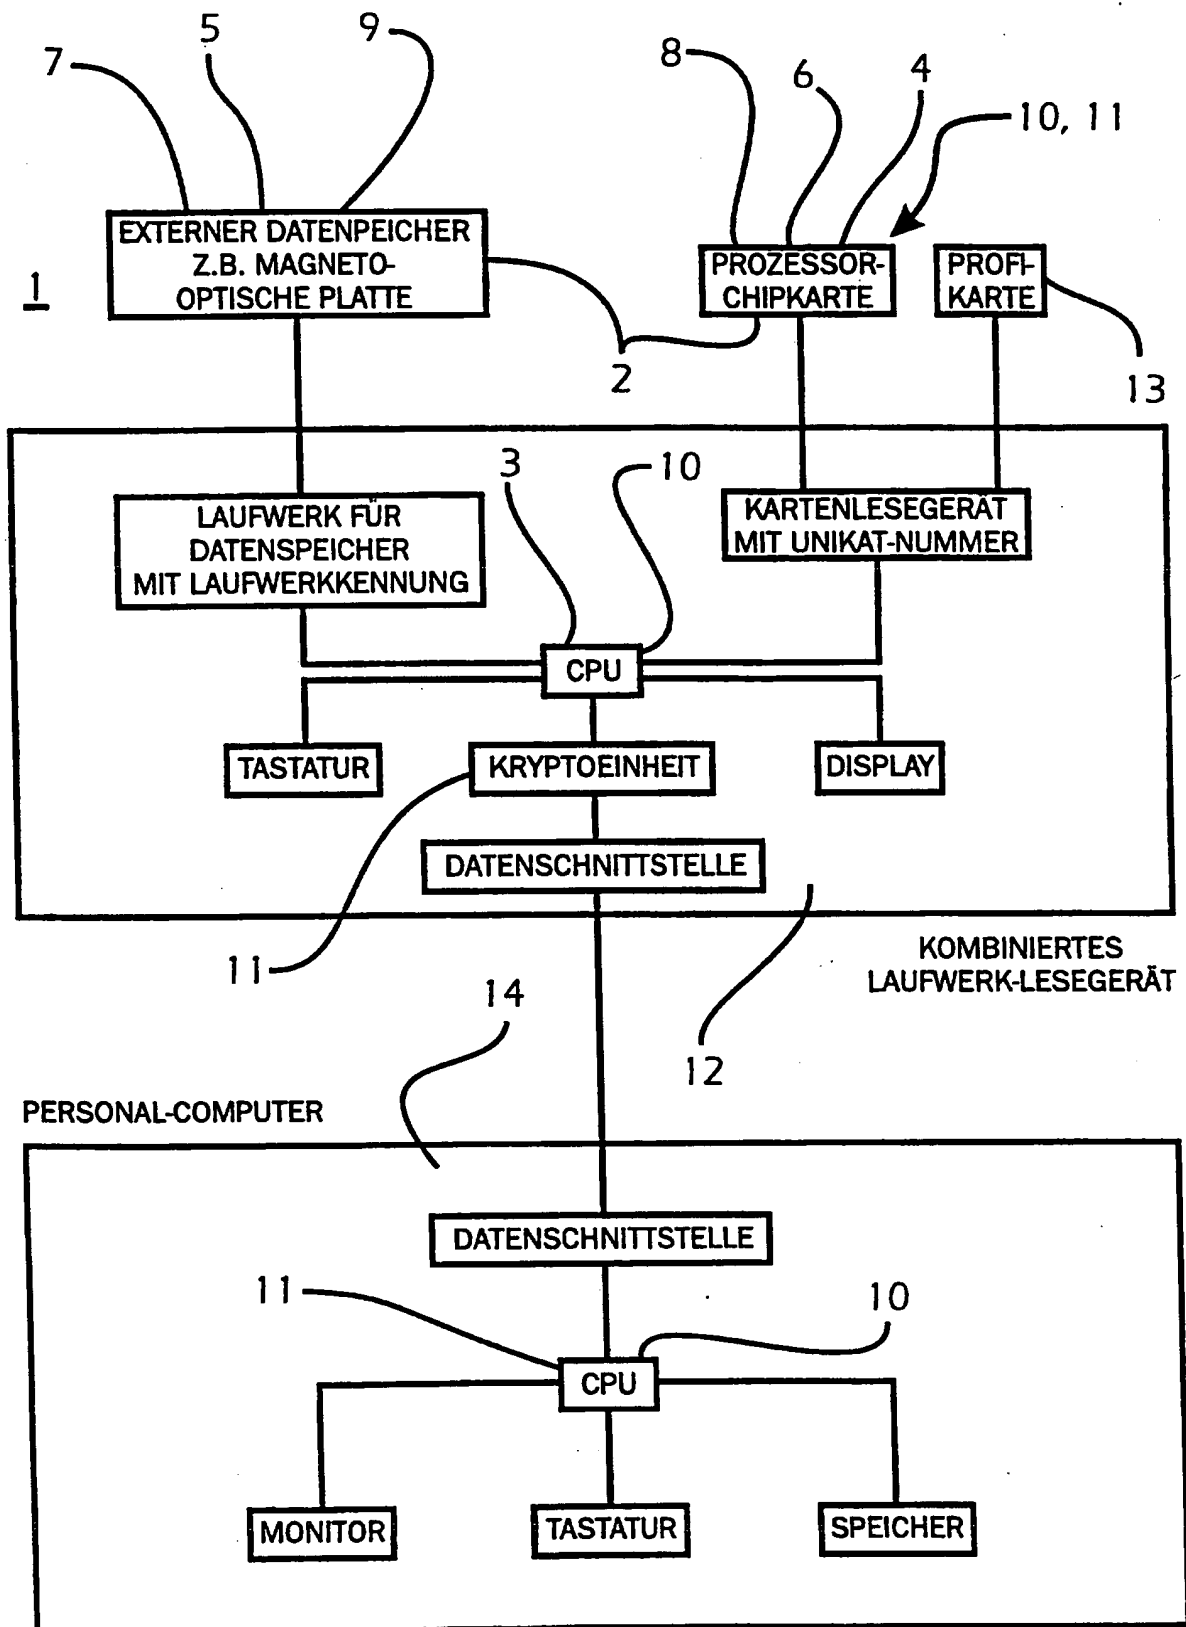 7
5
9
8
6
4
10, 11
EXTERNER DATENPEICHER
Z.B. MAGNETO-
OPTISCHE PLATTE
PROZESSOR-
CHIPKARTE
PROFI-
KARTE
1
2
13
3
10
LAUFWERK FÜR
DATENSPEICHER
MIT LAUFWERKKENNUNG
KARTENLESEGERÄT
MIT UNIKAT-NUMMER
CPU
TASTATUR
KRYPTOEINHEIT
DISPLAY
DATENSCHNITTSTELLE
11
KOMBINIERTES
LAUFWERK-LESEGERÄT
14
12
PERSONAL-COMPUTER
DATENSCHNITTSTELLE
11
10
CPU
MONITOR
TASTATUR
SPEICHER